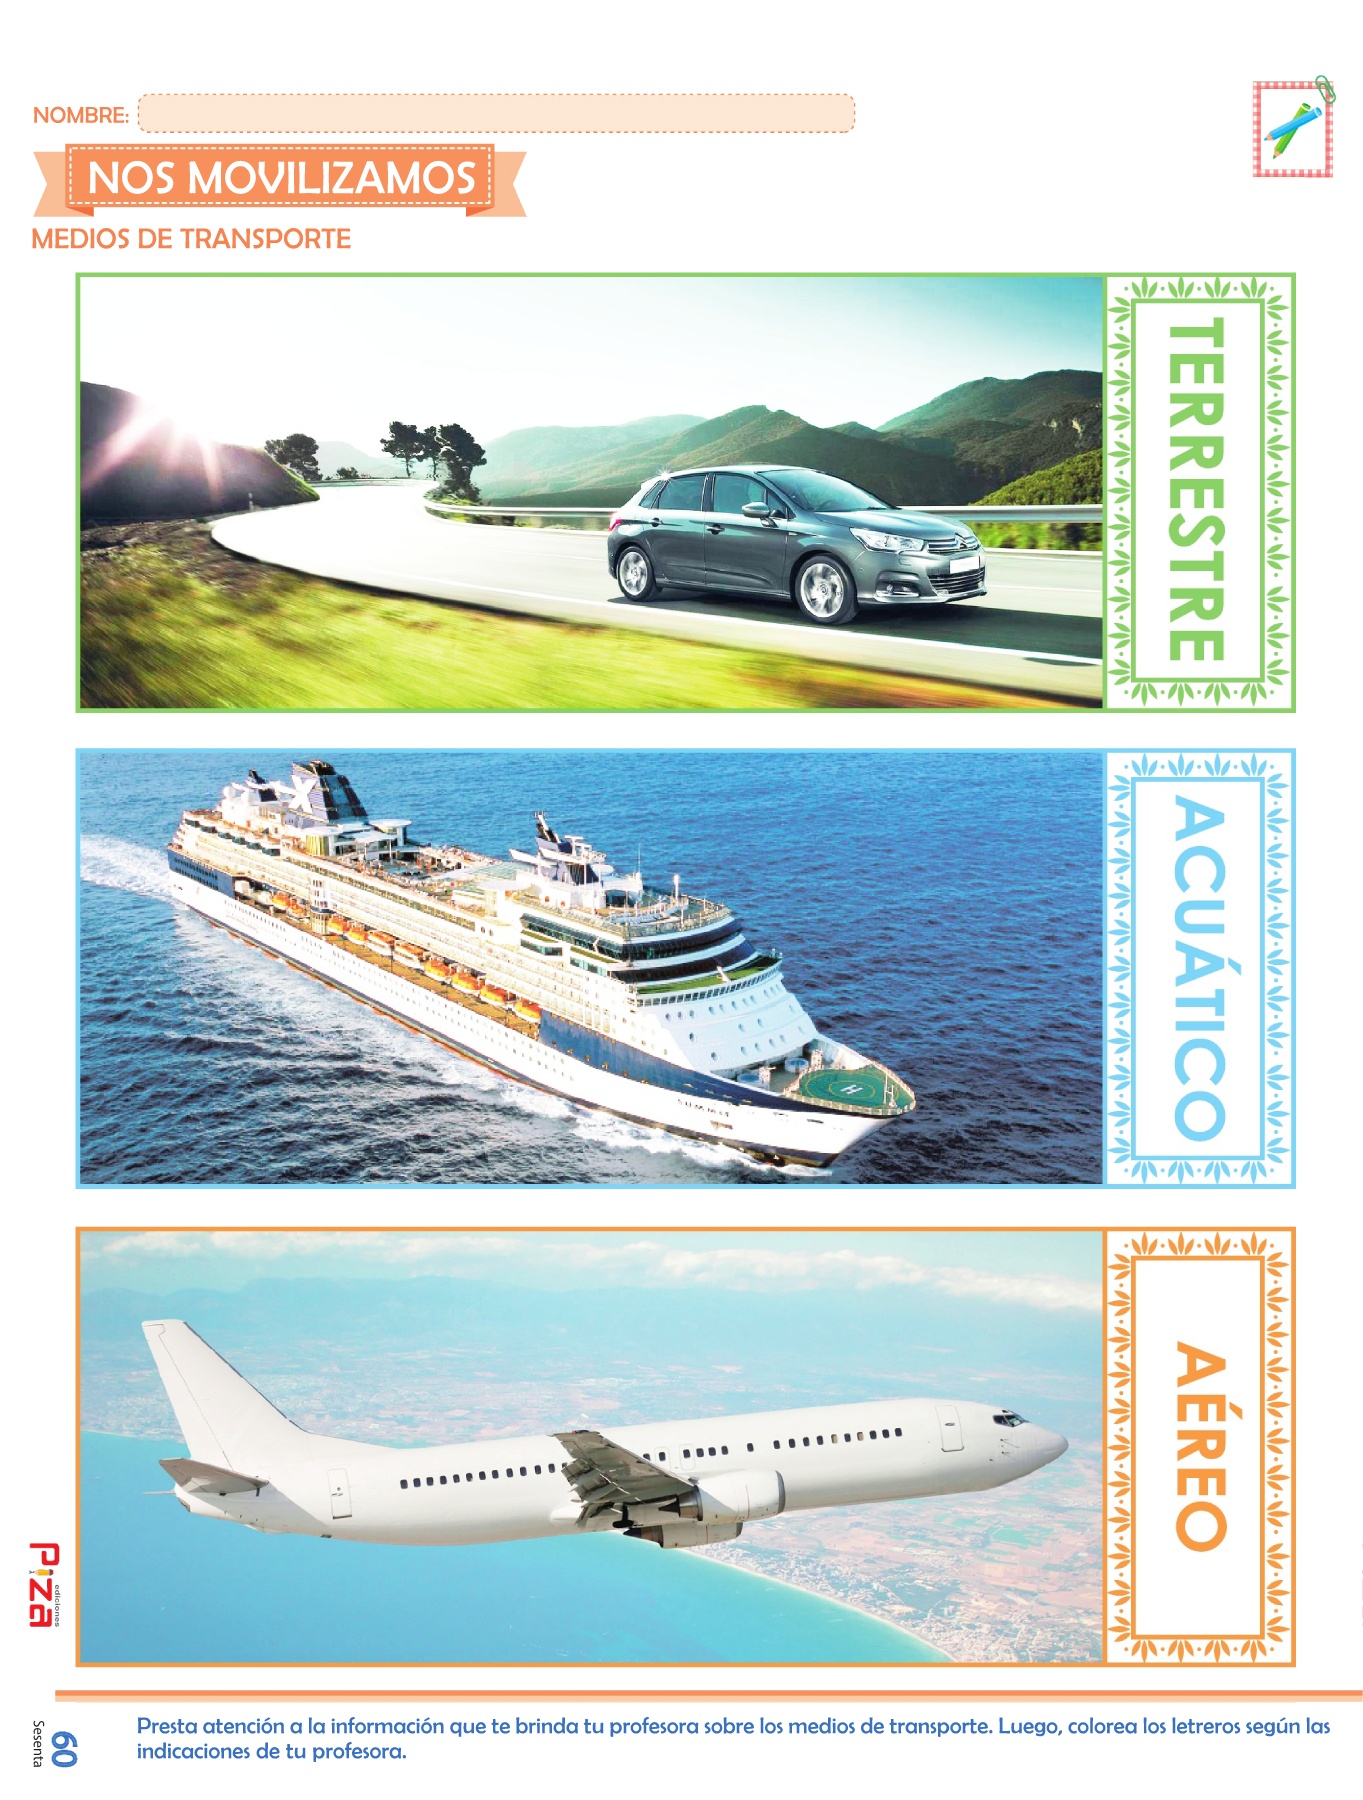 NOMBRE:
NOS MOVILIZAMOS
MEDIOS DE TRANSPORTE
TERRESTRE
X
H
ACUÁTICO
AÉREO
Piza
ediciones
60
Sesenta
Presta atención a la información que te brinda tu profesora sobre los medios de transporte. Luego, colorea los letreros según las
indicaciones de tu profesora.